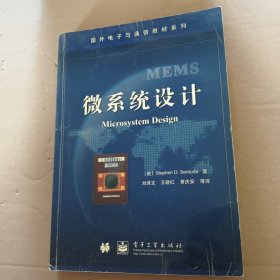 国外电子与通信教材系列
MEMS
微系统设计
Microsystem Design
[美] Stephen D. Senturia 著
刘泽文 王晓红 黄庆安 等译
电子工业出版社